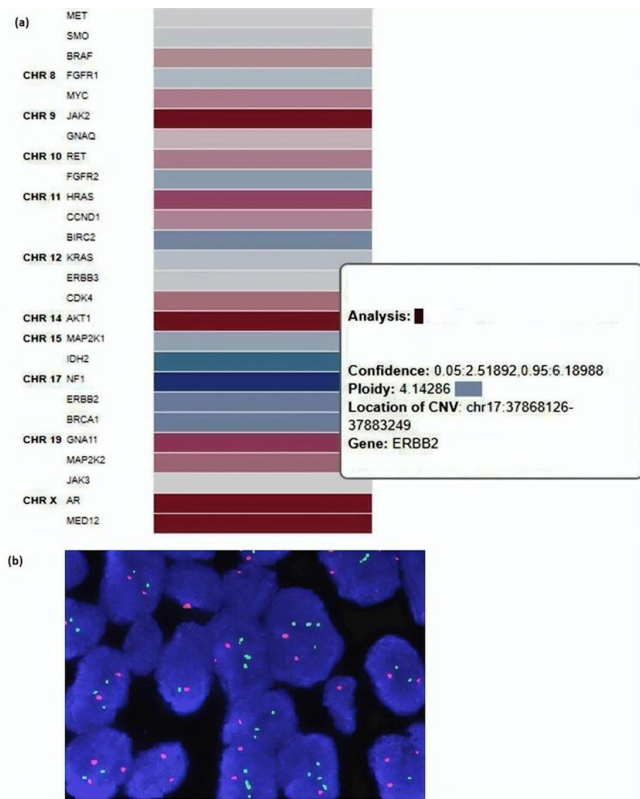 (a)
MET
SMO
BRAF
CHR 8 FGFR1
MYC
CHR 9 JAK2
GNAQ
CHR 10 RET
FGFR2
CHR 11 HRAS
CCND1
BIRC2
CHR 12 KRAS
ERBB3
CDK4
CHR 14 AKT1
CHR 15 MAP2K1
IDH2
CHR 17 NF1
ERBB2
BRCA1
CHR 19 GNA11
MAP2K2
JAK3
CHR X AR
MED12
Analysis:
Confidence: 0.05:2.51892,0.95:6.18988
Ploidy: 4.14286
Location of CNV: chr17:37868126-
37883249
Gene: ERBB2
(b)